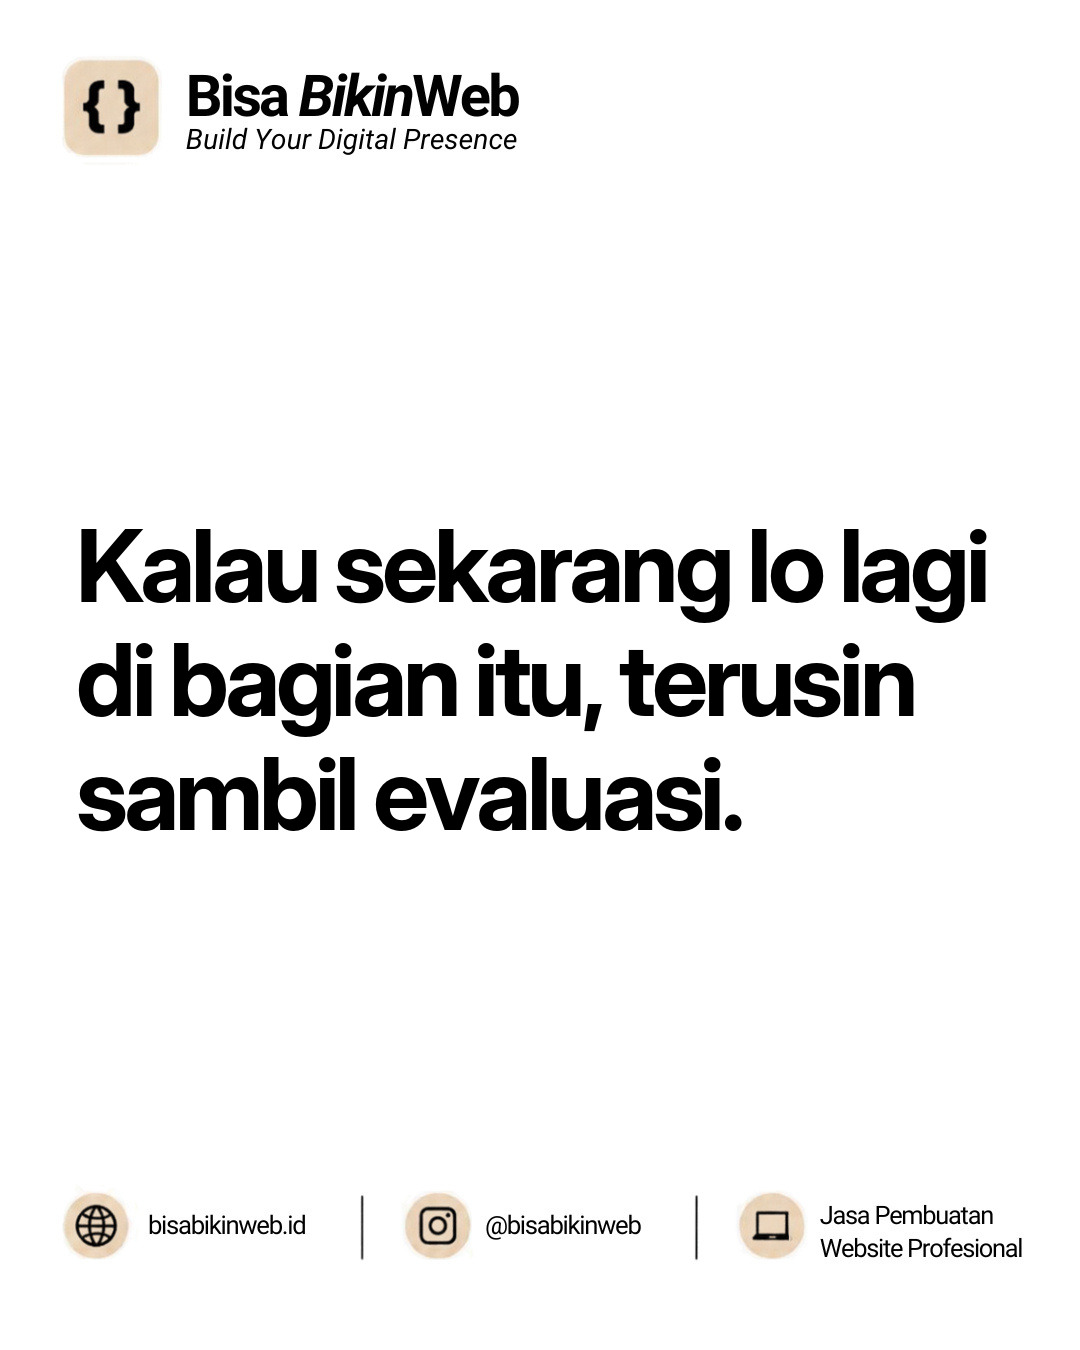 { }
Bisa BikinWeb
Build Your Digital Presence
Kalau sekarang lo lagi
di bagian itu, terusin
sambil evaluasi.
bisabikinweb.id
@bisabikinweb
Jasa Pembuatan
Website Profesional